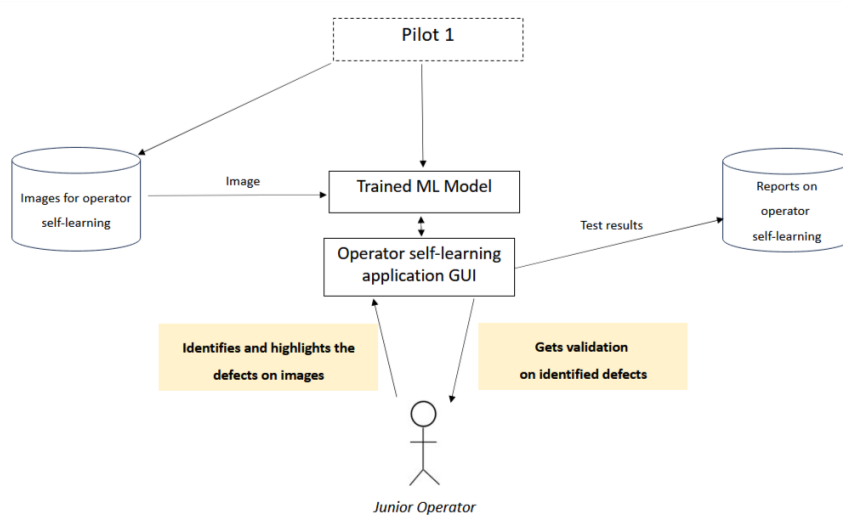 Pilot 1
Image
Trained ML Model
Images for operator
self-learning
Reports on
operator
self-learning
Test results
Operator self-learning
application GUI
Identifies and highlights the
defects on images
Gets validation
on identified defects
Junior Operator